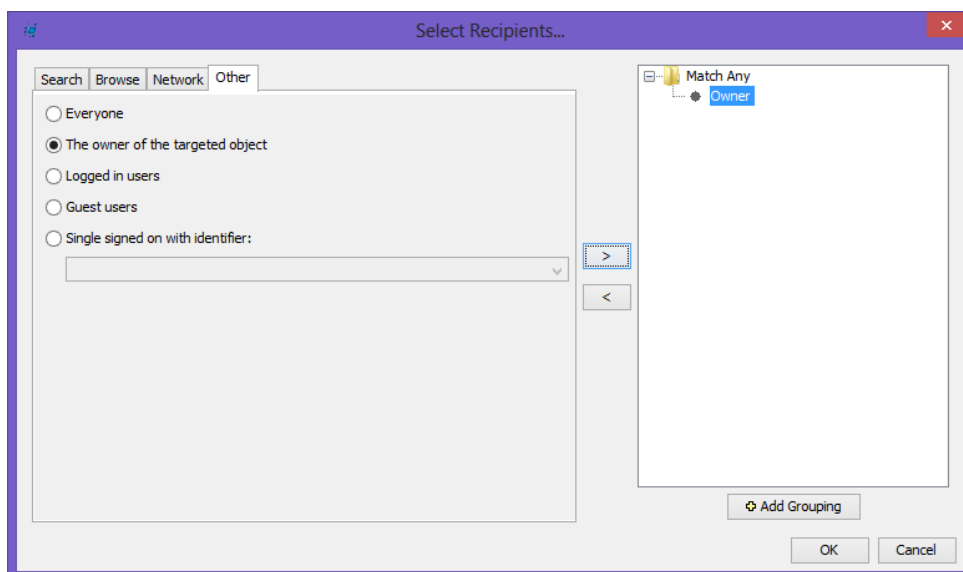 Select Recipients...
Search Browse Network Other
Everyone
The owner of the targeted object
Logged in users
Guest users
Single signed on with identifier:
>
<
Match Any
Owner
Add Grouping
OK Cancel